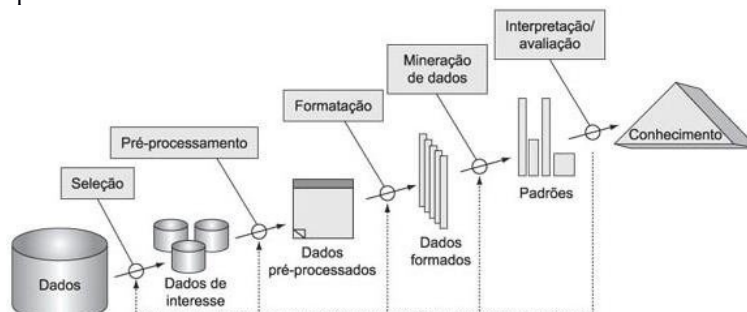 Interpretação/
avaliação
Mineração
de dados
Formatação
Conhecimento
Pré-processamento
Padrões
Seleção
Dados
formados
Dados
pré-processados
Dados de
interesse
Dados